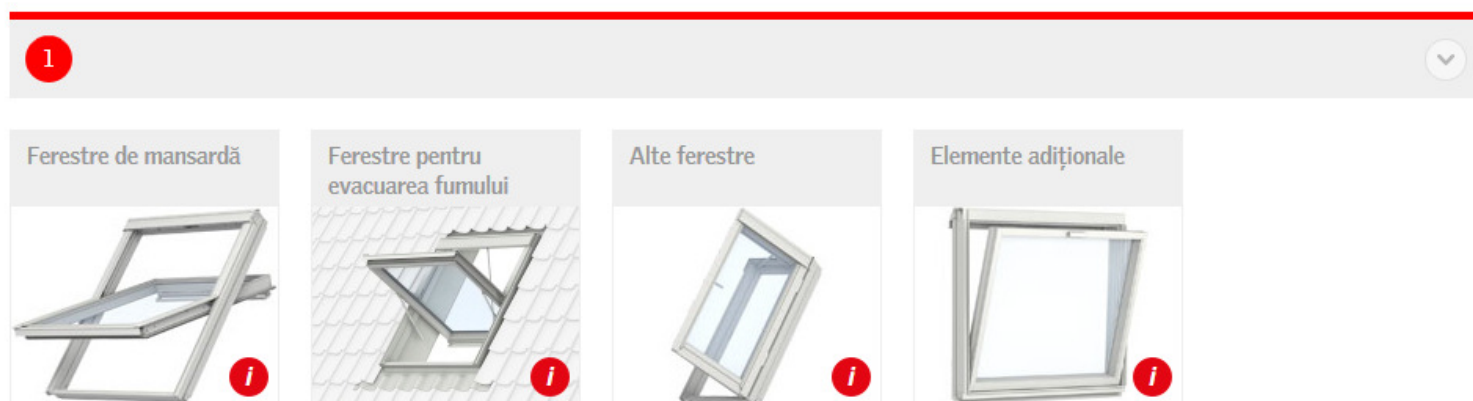 1
Ferestre de mansardă
Ferestre pentru
evacuarea fumului
Alte ferestre
Elemente adiționale
i
i
i
i